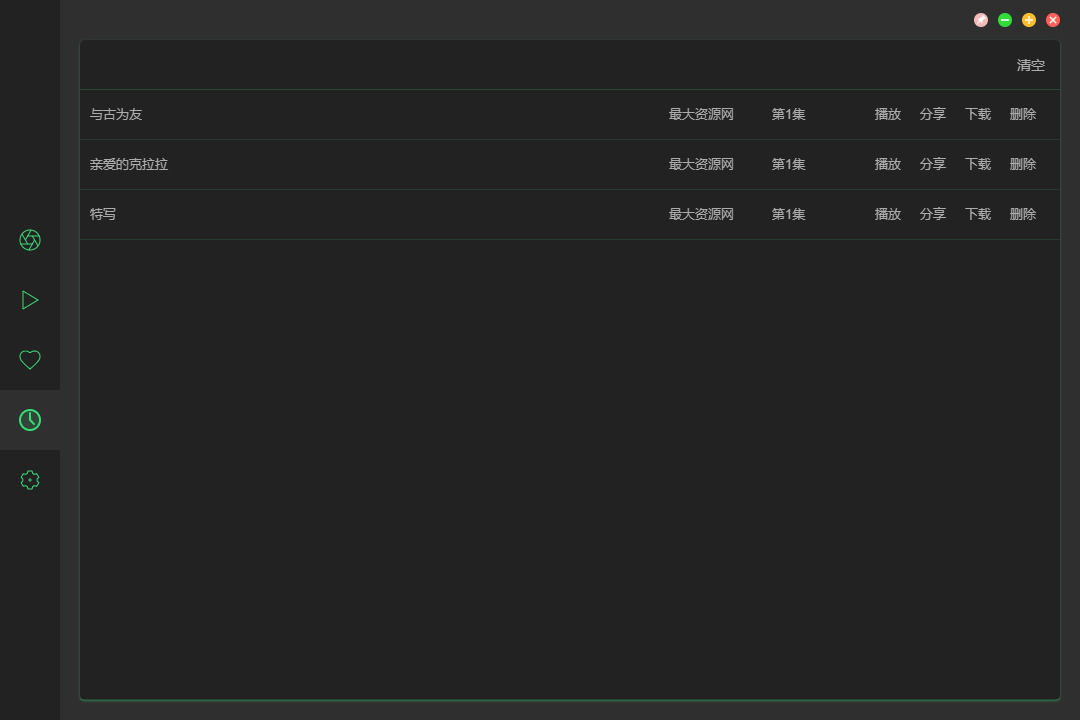 清空
与古为友 最大资源网 第1集 播放 分享 下载 删除
亲爱的克拉拉 最大资源网 第1集 播放 分享 下载 删除
特写 最大资源网 第1集 播放 分享 下载 删除